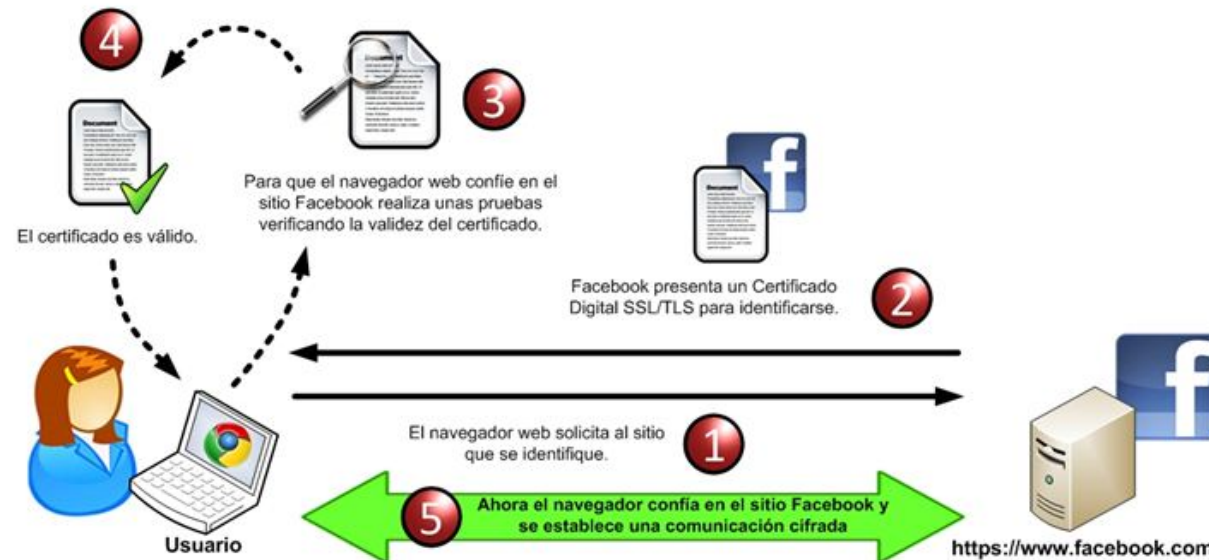 4
Document
3
Para que el navegador web confíe en el
sitio Facebook realiza unas pruebas
verificando la validez del certificado.
Document
El certificado es válido.
f
Document
Facebook presenta un Certificado
Digital SSL/TLS para identificarse.
2
f
El navegador web solicita al sitio
que se identifique.
1
5
Ahora el navegador confía en el sitio Facebook y
se establece una comunicación cifrada
Usuario
https://www.facebook.com